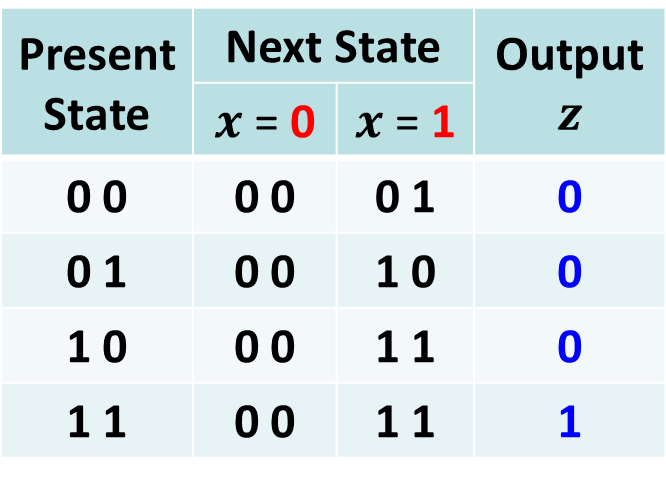 Present State Next State Output z
x = 0 x = 1
0 0 0 0 0 1 0
0 1 0 0 1 0 0
1 0 0 0 1 1 0
1 1 0 0 1 1 1